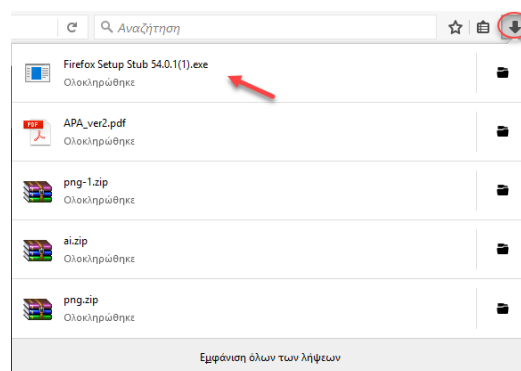 Αναζήτηση
Firefox Setup Stub 54.0.1(1).exe
Ολοκληρώθηκε
PDF
APA_ver2.pdf
Ολοκληρώθηκε
png-1.zip
Ολοκληρώθηκε
ai.zip
Ολοκληρώθηκε
png.zip
Ολοκληρώθηκε
Εμφάνιση όλων των λήψεων